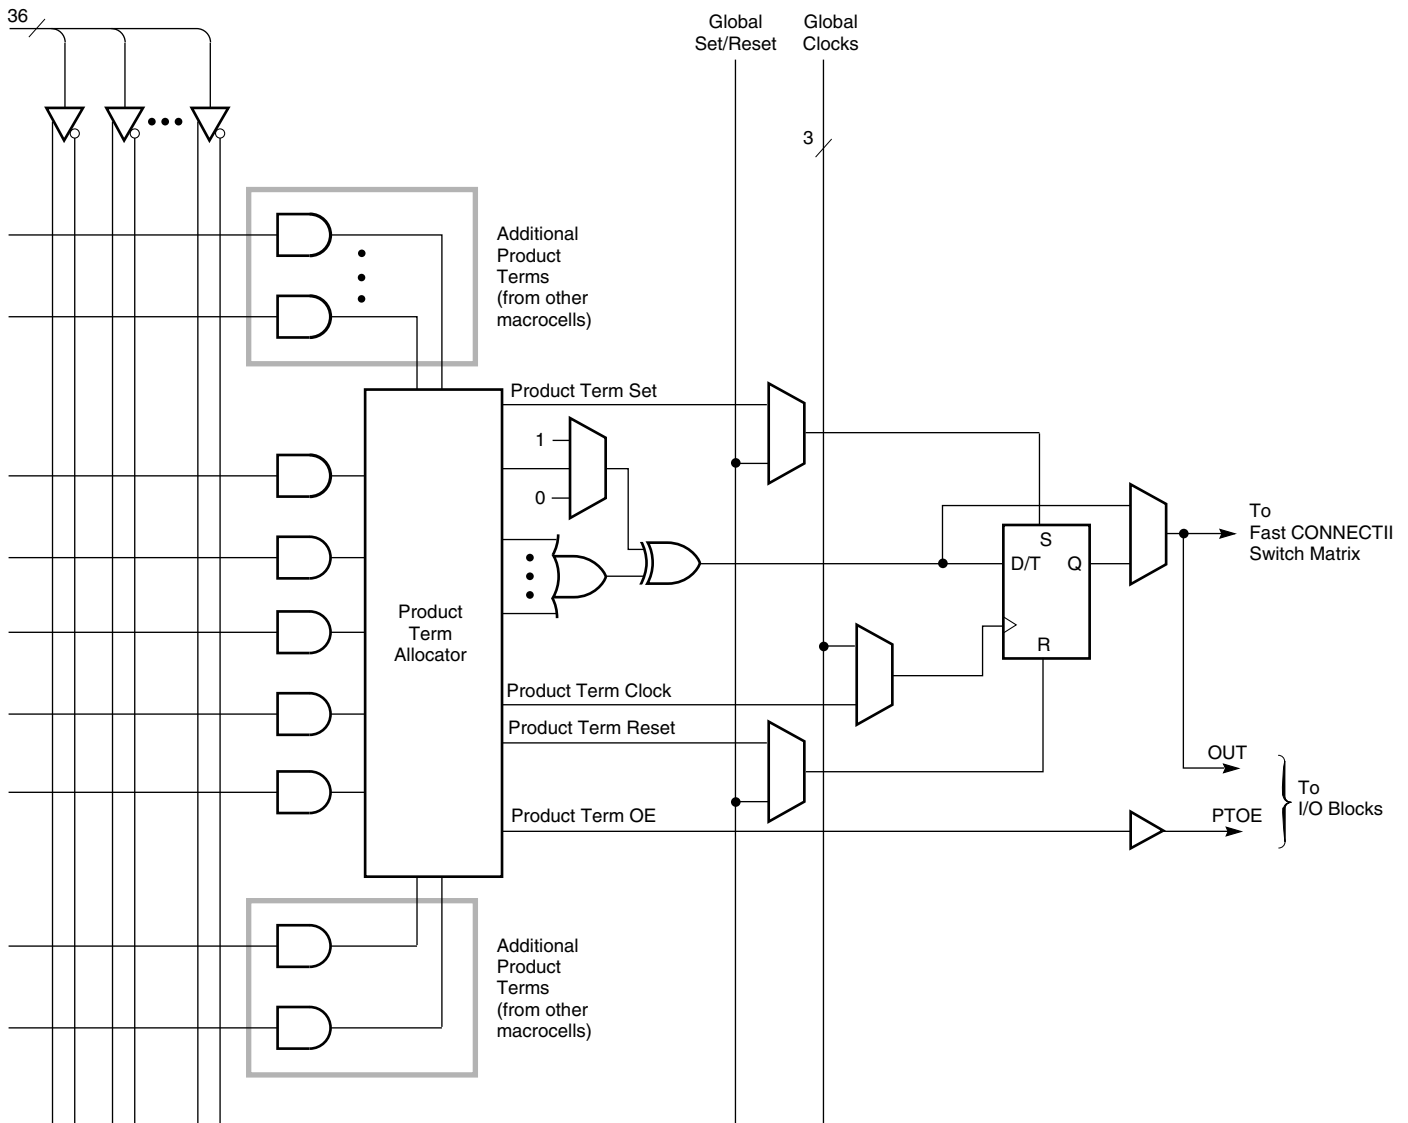 36
Global
Set/Reset
Global
Clocks
3
Additional
Product
Terms
(from other
macrocells)
Product Term Set
1
0
Product
Term
Allocator
To
Fast CONNECTII
Switch Matrix
S
D/T
Q
R
Product Term Clock
Product Term Reset
Product Term OE
OUT
PTOE
To
I/O Blocks
Additional
Product
Terms
(from other
macrocells)